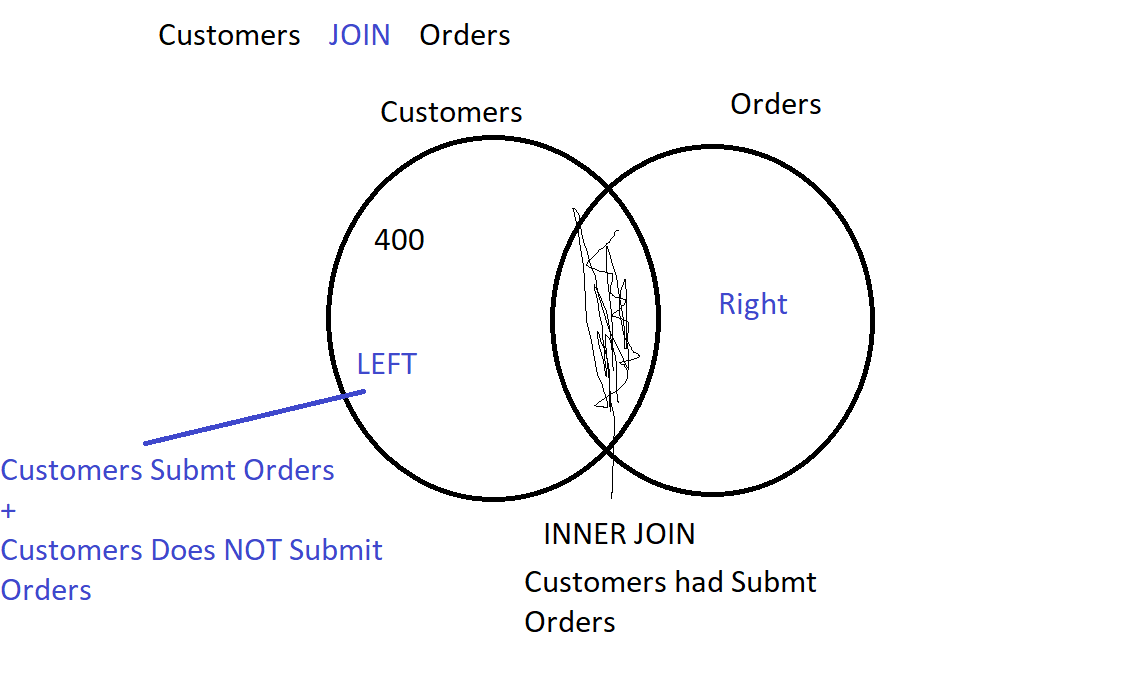 Customers JOIN Orders
Customers
Orders
400
Right
LEFT
Customers Submt Orders
+
Customers Does NOT Submit
Orders
INNER JOIN
Customers had Submt
Orders